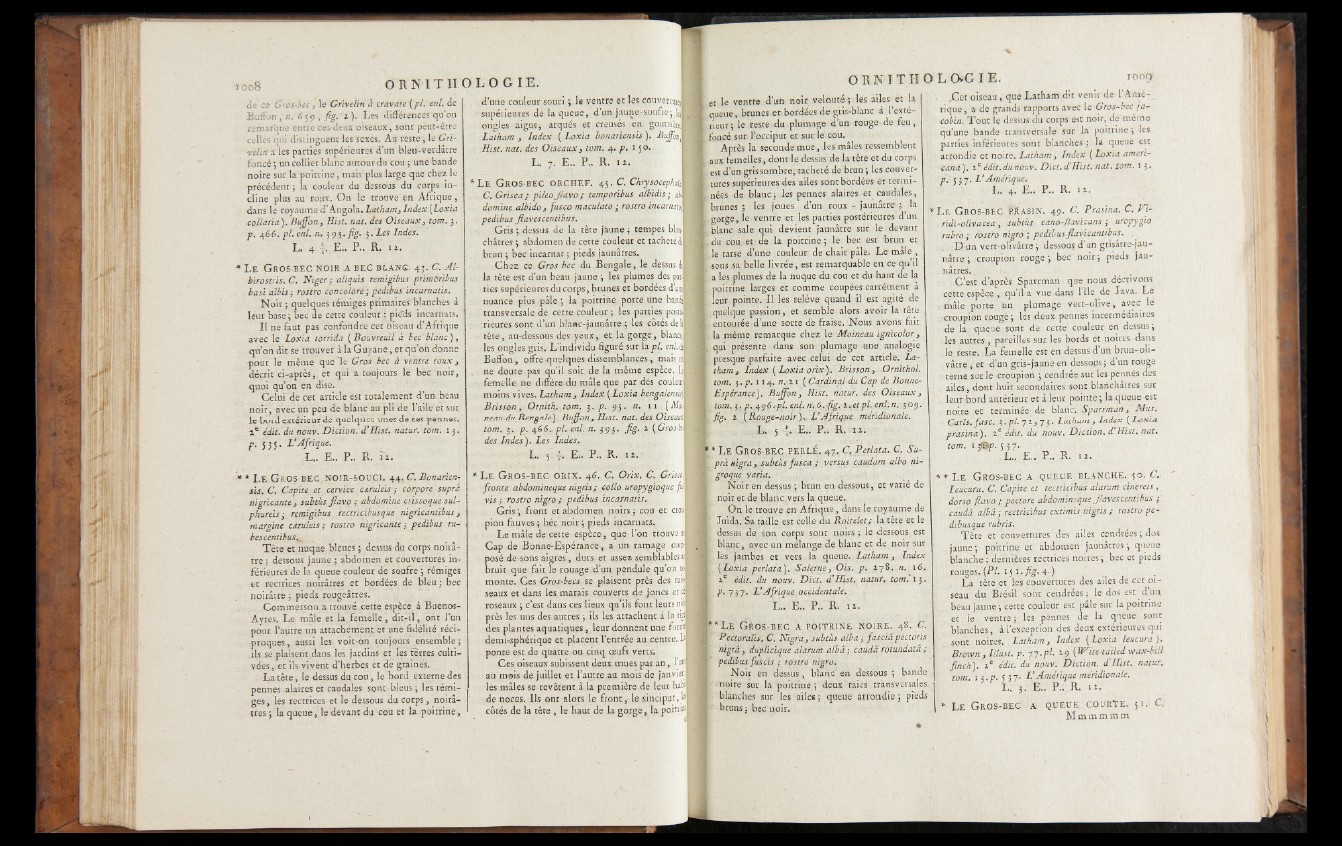 1008 ORNITHOLOGIE.
de ce Gros-bec, le Grivelin à cravate (pl. enl. de
Buffon, n. 659, fig. 2). Les différences qu'on
remarque entre ces deux oiseaux, sont peut-être
celles qui distinguent les sexes. Au reste, le Gri-
velin a les parties supérieures d'un bleu-verdâtre
foncé; un collier blanc autour du cou; une bande
noire sur la poitrine, mais plus large que chez le
précédent; la couleur du dessous du corps in-
cline plus au roux. On le trouve en Afrique,
dans le royaume d'Angola. Latham, Index (Loxia
collaria). Buffon, Hist. nat. des Oiseaux, tom. 3.
p. 466. pl. enl. n. 393. fig. 3. Les Indes.
L. 4 ½. E.. P.. R. 12.
* LE GROS-BEC NOIR A BEC BLANC. 43. C. Al-
birostris. C. Niger; aliquis remigibus primoribus
basi albis; rostro concolore; pedibus incarnatis.
Noir; quelques rémiges primaires blanches à
leur base; bec de cette couleur; pieds incarnats.
Il ne faut pas confondre cet oiseau d'Afrique
avec le Loxia torrida (Bouvreuil à bec blanc),
qu'on dit se trouver à la Guyane, et qu'on donne
pour le même que le Gros bec à ventre roux,
décrit ci-après, et qui a toujours le bec noir,
quoi qu'on en dise.
Celui de cet article est totalement d'un beau
noir, avec un peu de blanc au pli de l'aile et sur
le bord extérieur de quelques unes de ses pennes.
2e édit. du nouv. Diction. d'Hist. natur. tom. 13.
p. 535. L'Afrique.
L.. E.. P.. R. 12.
** LE GROS BEC NOIR-SOUCI. 44. C. Bonarien-
sis. C. Capite et cervice cæruleis; corpore suprà
nigricante, subtùs flavo; abdomine crissoque sul-
phureis; remigibus rectricibusque nigricantibus,
margine cæruleis; rostro nigricante; pedibus ru-
bescentibus.
Tête et nuque bleues; dessus du corps noirâ-
tre; dessous jaune; abdomen et couvertures in-
férieures de la queue couleur de soufre; rémiges
et rectrices noirâtres et bordées de bleu; bec
noirâtre; pieds rougeâtres.
Commerson a trouvé cette espèce à Buenos-
Ayres. Le mâle et la femelle, dit-il, ont l'un
pour l'autre un attachement et une fidélité réci-
proques, aussi les voit-on toujours ensemble;
ils se plaisent dans les jardins et les terres culti-
vées, et ils vivent d'herbes et de graines.
La tête, le dessus du cou, le bord externe des
pennes alaires et caudales sont bleus; les rémi-
ges, les rectrices et le dessous du corps, noirâ-
tres; la queue, le devant du cou et la poitrine,
d'une couleur souci; le ventre et les couvertures
supérieures de la queue, d'un jaune-soufre; les
ongles aigus, arqués et creusés en gouttière.
Latham, Index (Loxia bonariensis). Buffon,
Hist. nat. des Oiseaux, tom. 4. p. 150.
L. 7. E.. P.. R. 12.
* LE GROS-BEC ORCHEF. 45. C. Chrysocephala.
C. Grisea; pileo flavo; temporibus albidis;
domine albido, fusco maculato; rostro incarnato;
pedibus flavescentibus.
Gris; dessus de la tête jaune; tempes blan-
châtres; abdomen de cette couleur et tacheté de
brun; bec incarnat; pieds jaunâtres.
Chez ce Gros bec du Bengale, le dessus de
la tête est d'un beau jaune; les plumes des par-
ties supérieures du corps, brunes et bordées d'une
nuance plus pâle; la poitrine porte une bande
transversale de cette couleur; les parties posté-
rieures sont d'un blanc-jaunâtre; les côtés de la
tête, au-dessous des yeux, et la gorge, blancs;
les ongles gris. L'individu figuré sur la pl. enl. de
Buffon, offre quelques dissemblances, mais on
ne doute pas qu'il soit de la même espèce. La
femelle ne diffère du mâle que par des couleurs
moins vives. Latham, Index (Loxia bengalensis).
Brisson, Ornith. tom. 3. p. 95. n. 11 (Moi-
neau du Bengale). Buffon, Hist. nat. des Oiseaux,
tom. 3. p. 466. pl. enl. n. 393. fig. 2 (Gros-bec
des Indes). Les Indes.
L. 5 ½. E.. P.. R. 12.
* LE GROS-BEC ORIX. 46. C. Orix. C. Grisea;
fronte abdomineque nigris; collo uropygioque ful-
vis; rostro nigro; pedibus incarnatis.
Gris; front et abdomen noirs; cou et crou-
pion fauves; bec noir; pieds incarnats.
Le mâle de cette espèce, que l'on trouve au
Cap de Bonne-Espérance, a un ramage com-
posé de sons aigres, durs et assez semblables au
bruit que fait le rouage d'un pendule qu'on re-
monte. Ces Gros-becs se plaisent près des ruis-
seaux et dans les marais couverts de joncs et de
roseaux; c'est dans ces lieux qu'ils font leurs nids
près les uns des autres; ils les attachent à la tige
des plantes aquatiques, leur donnent une forme
demi-sphérique et placent l'entrée au centre. La
ponte est de quatre ou cinq œufs verts.
Ces oiseaux subissent deux mues par an, l'une
au mois de juillet et l'autre au mois de janvier:
les mâles se revêtent à la première de leur habit
de noces. Ils ont alors le front, le sinciput, les
côtés de la tête, le haut de la gorge, la poitrine
ORNITHOLOGIE. 1009
et le ventre d'un noir velouté; les ailes et la
queue, brunes et bordées de gris-blanc à l'exté-
rieur; le reste du plumage d'un rouge de feu,
foncé sur l'occiput et sur le cou.
Après la seconde mue, les mâles ressemblent
aux femelles, dont le dessus de la tête et du corps
est d'un gris sombre, tacheté de brun; les couver-
tures supérieures des ailes sont bordées et termi-
nées de blanc; les pennes alaires et caudales,
brunes; les joues d'un roux-jaunâtre; la
gorge, le ventre et les parties postérieures d'un
blanc sale qui devient jaunâtre sur le devant
du cou et de la poitrine; le bec est brun et
le tarse d'une couleur de chair pâle. Le mâle,
sous sa belle livrée, est remarquable en ce qu'il
a les plumes de la nuque du cou et du haut de la
poitrine larges et comme coupées carrément à
leur pointe. Il les relève quand il est agité de
quelque passion, et semble alors avoir la tête
entourée d'une sorte de fraise. Nous avons fait
la même remarque chez le Moineau ignicolor,
qui présente dans son plumage une analogie
presque parfaite avec celui de cet article. La-
tham, Index (Loxia orix). Brisson, Ornithol.
tom. 3. p. 114. n. 21 (Cardinal du Cap de Bonne-
Espérance). Buffon, Hist. natur. des Oiseaux,
tom. 3. p. 496. pl. enl. n. 6. fig. 2, et pl. enl. n. 309.
fig. 2 (Rouge-noir). L'Afrique méridionale.
L. 5 ½. E.. P.. R. 12.
** LE GROS-BEC PERLÉ. 47. C. Perlata. C. Su-
prà nigra, subtùs fusca; versus caudam albo ni-
groque varia.
Noir en dessus; brun en dessous, et varié de
noir et de blanc vers la queue.
On le trouve en Afrique, dans le royaume de
Juida. Sa taille est celle du Roitelet; la tête et le
dessus de son corps sont noirs; le dessous est
blanc, avec un mélange de blanc et de noir sur
les jambes et vers la queue. Latham, Index
(Loxia perlata). Salerne, Ois. p. 278. n. 16.
2e édit. du nouv. Dict. d'Hist. natur. tom. 13.
p. 737. L'Afrique occidentale.
L.. E.. P.. R. 12.
** LE GROS-BEC A POITRINE NOIRE. 48. C.
Pectoralis. C. Nigra, subtùs alba; fasciâ pectoris
nigrâ, duplicique alarum albâ; caudâ rotundatâ;
pedibus fuscis; rostro nigro.
Noir en dessus, blanc en dessous; bande
noire sur la poitrine; deux raies transversales
blanches sur les ailes; queue arrondie; pieds
bruns; bec noir.
Cet oiseau, que Latham dit venir de l'Amé-
rique, a de grands rapports avec le Gros-bec ja-
cobin. Tout le dessus du corps est noir, de même
qu'une bande transversale sur la poitrine; les
parties inférieures sont blanches; la queue est
arrondie et noire. Latham, Index (Loxia ameri-
cana). 2e édit. du nouv. Dict. d'Hist. nat. tom. 13.
p. 537. L'Amérique.
L. 4. E.. P.. R. 12.
* LE GROS-BEC PRASIN. 49. C. Prasina. C. Vi-
ridi-olivacea, subtùs cano-flavicans; uropygio
rubro; rostro nigro; pedibus flavicantibus.
D'un vert-olivâtre; dessous d'un grisâtre-jau-
nâtre; croupion rouge; bec noir; pieds jau-
nâtres.
C'est d'après Sparrman que nous décrivons
cette espèce, qu'il a vue dans l'île de Java. Le
mâle porte un plumage vert-olive, avec le
croupion rouge; les deux pennes intermédiaires
de la queue sont de cette couleur en dessus;
les autres, pareilles sur les bords et noires dans
le reste. La femelle est en dessus d'un brun-oli-
vâtre, et d'un gris-jaune en dessous; d'un rouge
terne sur le croupion; cendrée sur les pennes des
ailes, dont huit secondaires sont blanchâtres sur
leur bord antérieur et à leur pointe; la queue est
noire et terminée de blanc. Sparrman, Mus.
Carls. fasc. 3. pl. 72, 73. Latham, Index (Loxia
prasina). 2e édit. du nouv. Diction. d'Hist. nat.
tom. 13. p. 537.
L.. E.. P.. R. 12.
** LE GROS-BEC A QUEUE BLANCHE. 50. C.
Leucura. C. Capite et tectricibus alarum cinereis,
dorso flavo; pectore abdomineque flavescentibus;
caudâ albâ; rectricibus extimis nigris; rostro pe-
dibusque rubris.
Tête et couvertures des ailes cendrées; dos
jaune; poitrine et abdomen jaunâtres; queue
blanche; dernières rectrices noires; bec et pieds
rouges. (Pl. 151. fig. 4.)
La tête et les couvertures des ailes de cet oi-
seau du Brésil sont cendrées; le dos est d'un
beau jaune; cette couleur est pâle sur la poitrine
et le ventre; les pennes de la queue sont
blanches, à l'exception des deux extérieures qui
sont noires. Latham, Index (Loxia leucura).
Brown, Illust. p. 77. pl. 29 (Wite-tailed wax-bill
finch). 2e édit. du nouv. Diction. d'Hist. natur.
tom. 13. p. 537. L'Amérique méridionale.
L. 3. E.. P.. R. 12.
* LE GROS-BEC A QUEUE COURTE. 51. C.
Mmmmmm